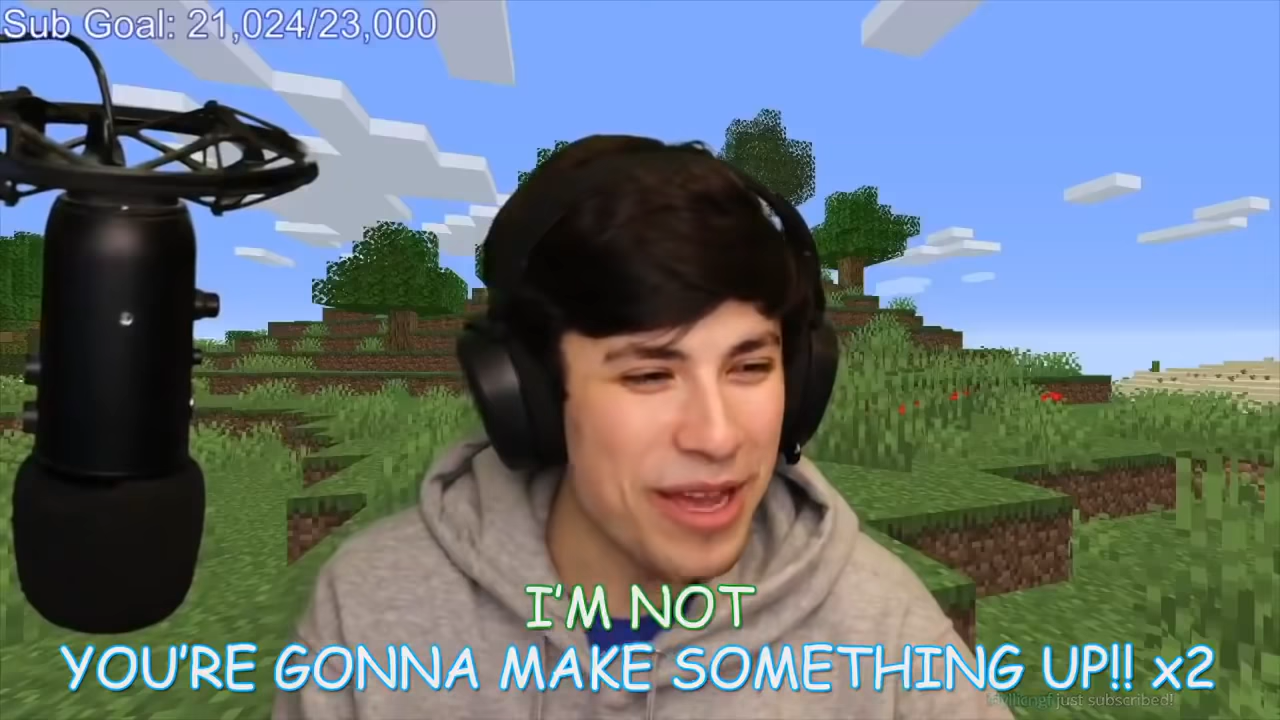 Sub Goal: 21,024/23,000
I'M NOT
YOU'RE GONNA MAKE SOMETHING UP!! x2
just subscribed!